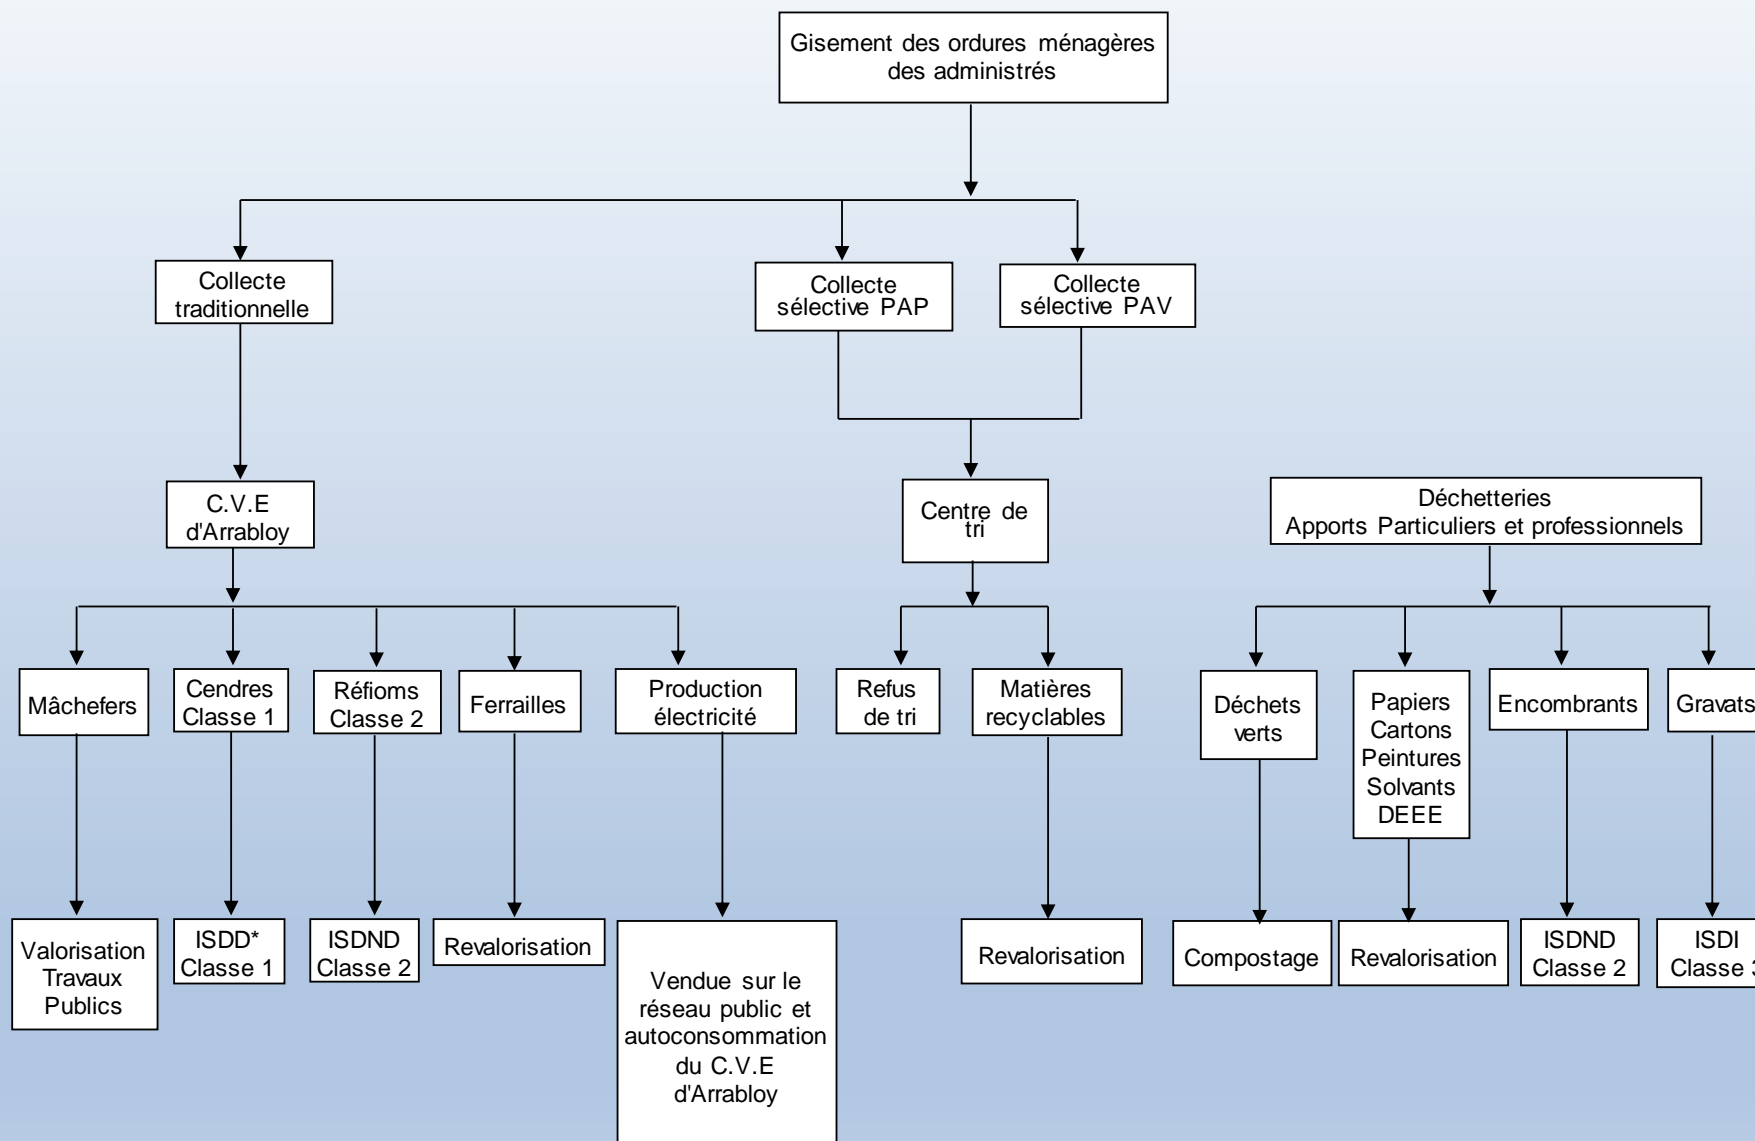 Gisement des ordures ménagères
des administrés
Collecte
traditionnelle
Collecte
sélective PAP
Collecte
sélective PAV
C.V.E
d'Arrabloy
Centre de
tri
Déchetteries
Apports Particuliers et professionnels
Mâchefers
Cendres
Classe 1
Réfioms
Classe 2
Ferrailles
Production
électricité
Refus
de tri
Matières
recyclables
Déchets
verts
Papiers
Cartons
Peintures
Solvants
DEEE
Encombrants
Gravats
Valorisation
Travaux
Publics
ISDD*
Classe 1
ISDND
Classe 2
Revalorisation
Vendue sur le
réseau public et
autoconsommation
du C.V.E
d'Arrabloy
Revalorisation
Compostage
Revalorisation
ISDND
Classe 2
ISDI
Classe 3